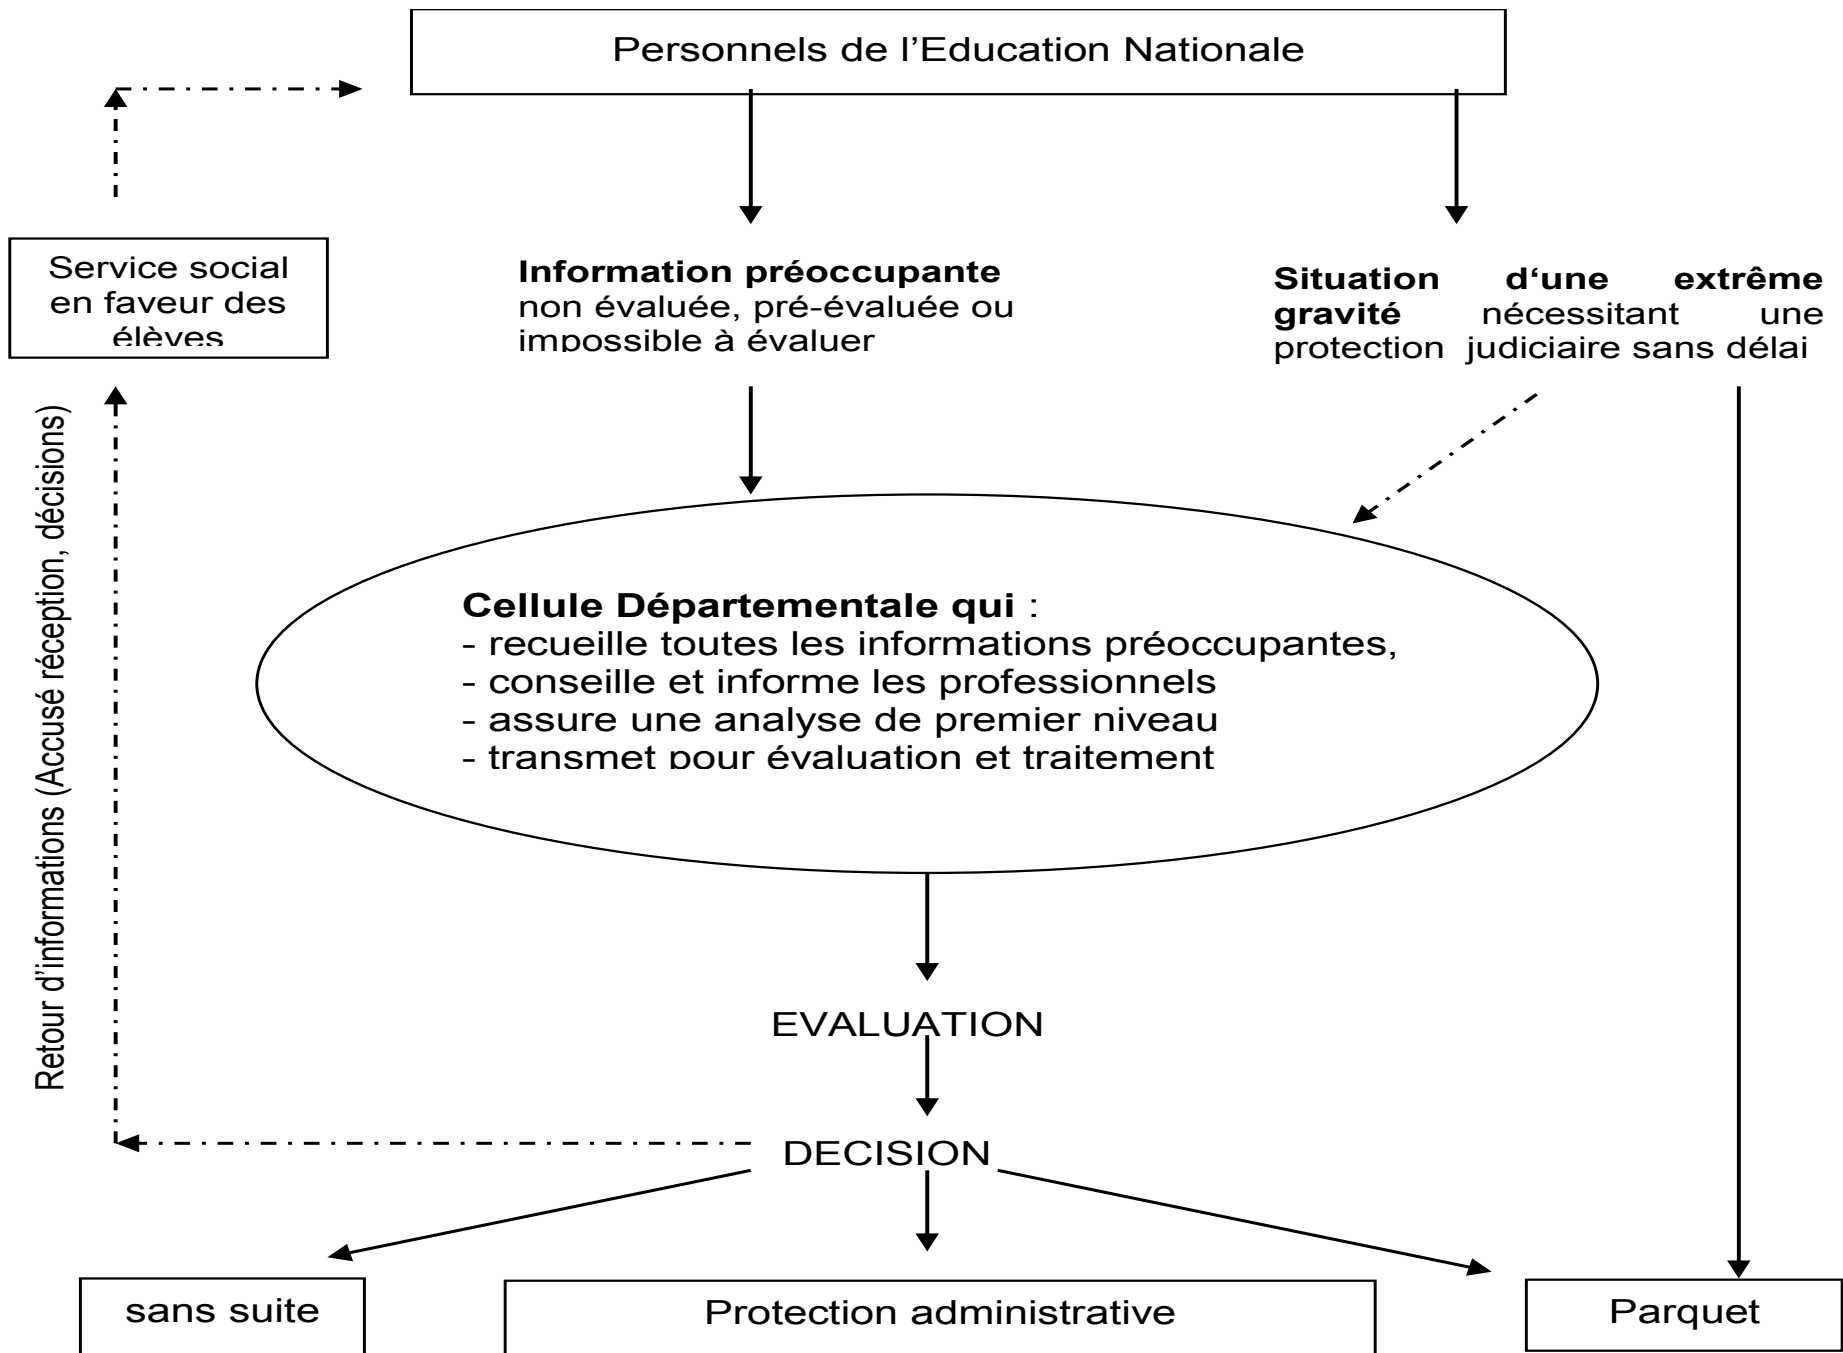 Personnels de l’Education Nationale
Service social
en faveur des
élèves
Information préoccupante
non évaluée, pré-évaluée ou
impossible à évaluer
Situation d‘une extrême
gravité nécessitant une
protection judiciaire sans délai
Retour d’informations (Accusé réception, décisions)
Cellule Départementale qui :
- recueille toutes les informations préoccupantes,
- conseille et informe les professionnels
- assure une analyse de premier niveau
- transmet pour évaluation et traitement
EVALUATION
DECISION
sans suite
Protection administrative
Parquet